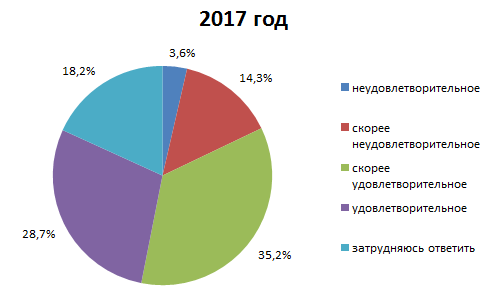 2017 год
3,6%
14,3%
35,2%
28,7%
18,2%
неудовлетворительное
скорее
неудовлетворительное
скорее
удовлетворительное
удовлетворительное
затрудняюсь ответить